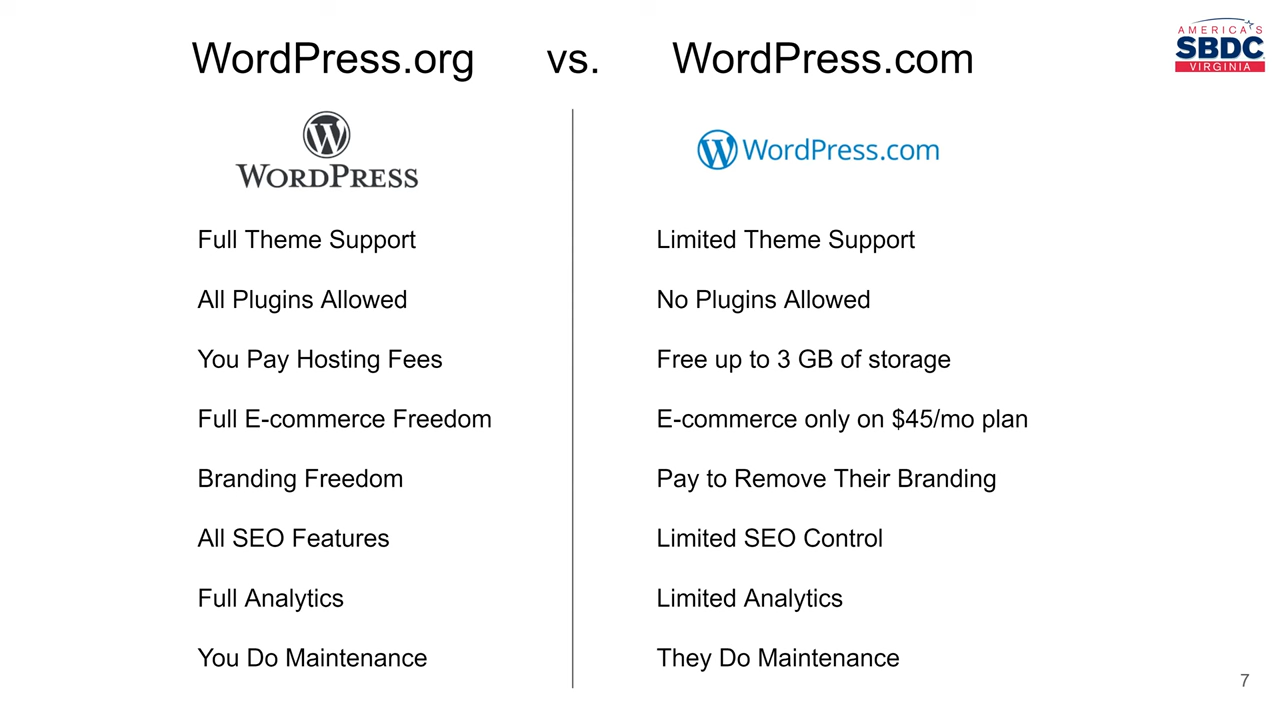 WordPress.org vs. WordPress.com
AMERICA'S
SBDC
VIRGINIA
WORDPRESS
WordPress.com
Full Theme Support
Limited Theme Support
All Plugins Allowed
No Plugins Allowed
You Pay Hosting Fees
Free up to 3 GB of storage
Full E-commerce Freedom
E-commerce only on $45/mo plan
Branding Freedom
Pay to Remove Their Branding
All SEO Features
Limited SEO Control
Full Analytics
Limited Analytics
You Do Maintenance
They Do Maintenance
7